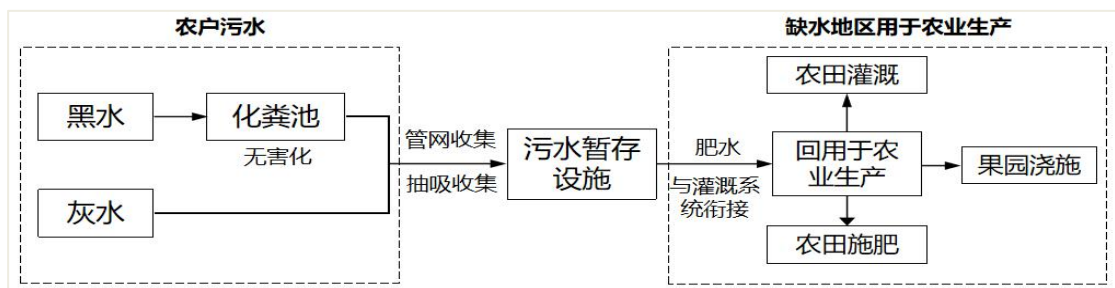 农户污水
缺水地区用于农业生产
黑水
化粪池
无害化
灰水
管网收集
抽吸收集
污水暂存
设施
肥水
与灌溉系
统衔接
农田灌溉
回用于农
业生产
果园浇施
农田施肥